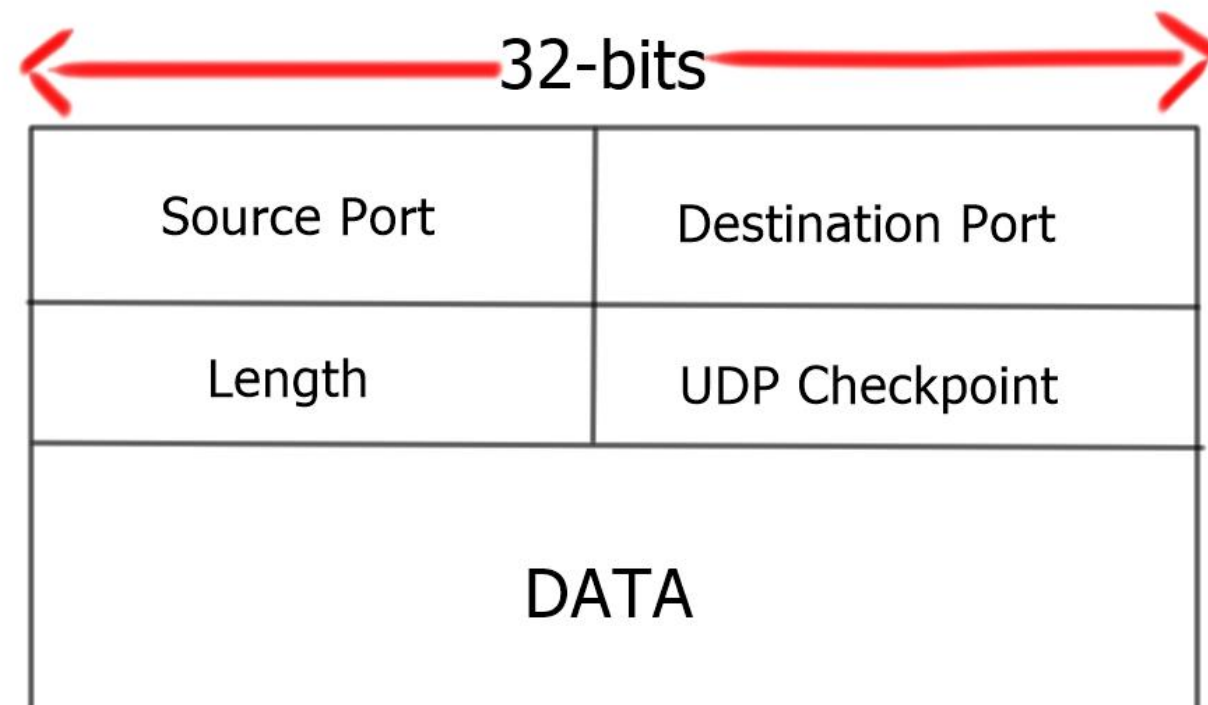 32-bits
Source Port
Destination Port
Length
UDP Checkpoint
DATA